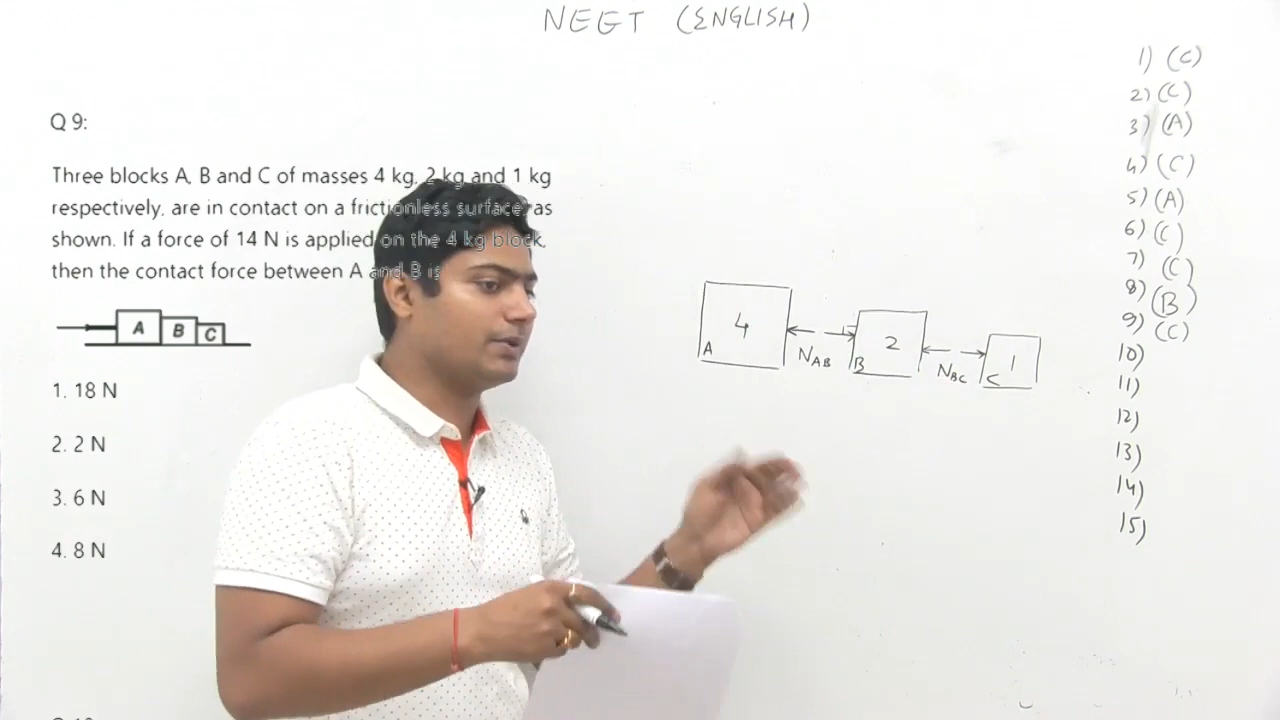 NEET (ENGLISH)
Q 9:
Three blocks A, B and C of masses 4 kg, 2 kg and 1 kg
respectively, are in contact on a frictionless surface, as
shown. If a force of 14 N is applied on the 4 kg block,
then the contact force between A and B is
A B C
1. 18 N
2. 2 N
3. 6 N
4. 8 N
4 2 1
A B C
NAB NBC
1) (C)
2) (C)
3) (A)
4) (C)
5) (A)
6) (C)
7) (C)
8) (B)
9) (C)
10)
11)
12)
13)
14)
15)